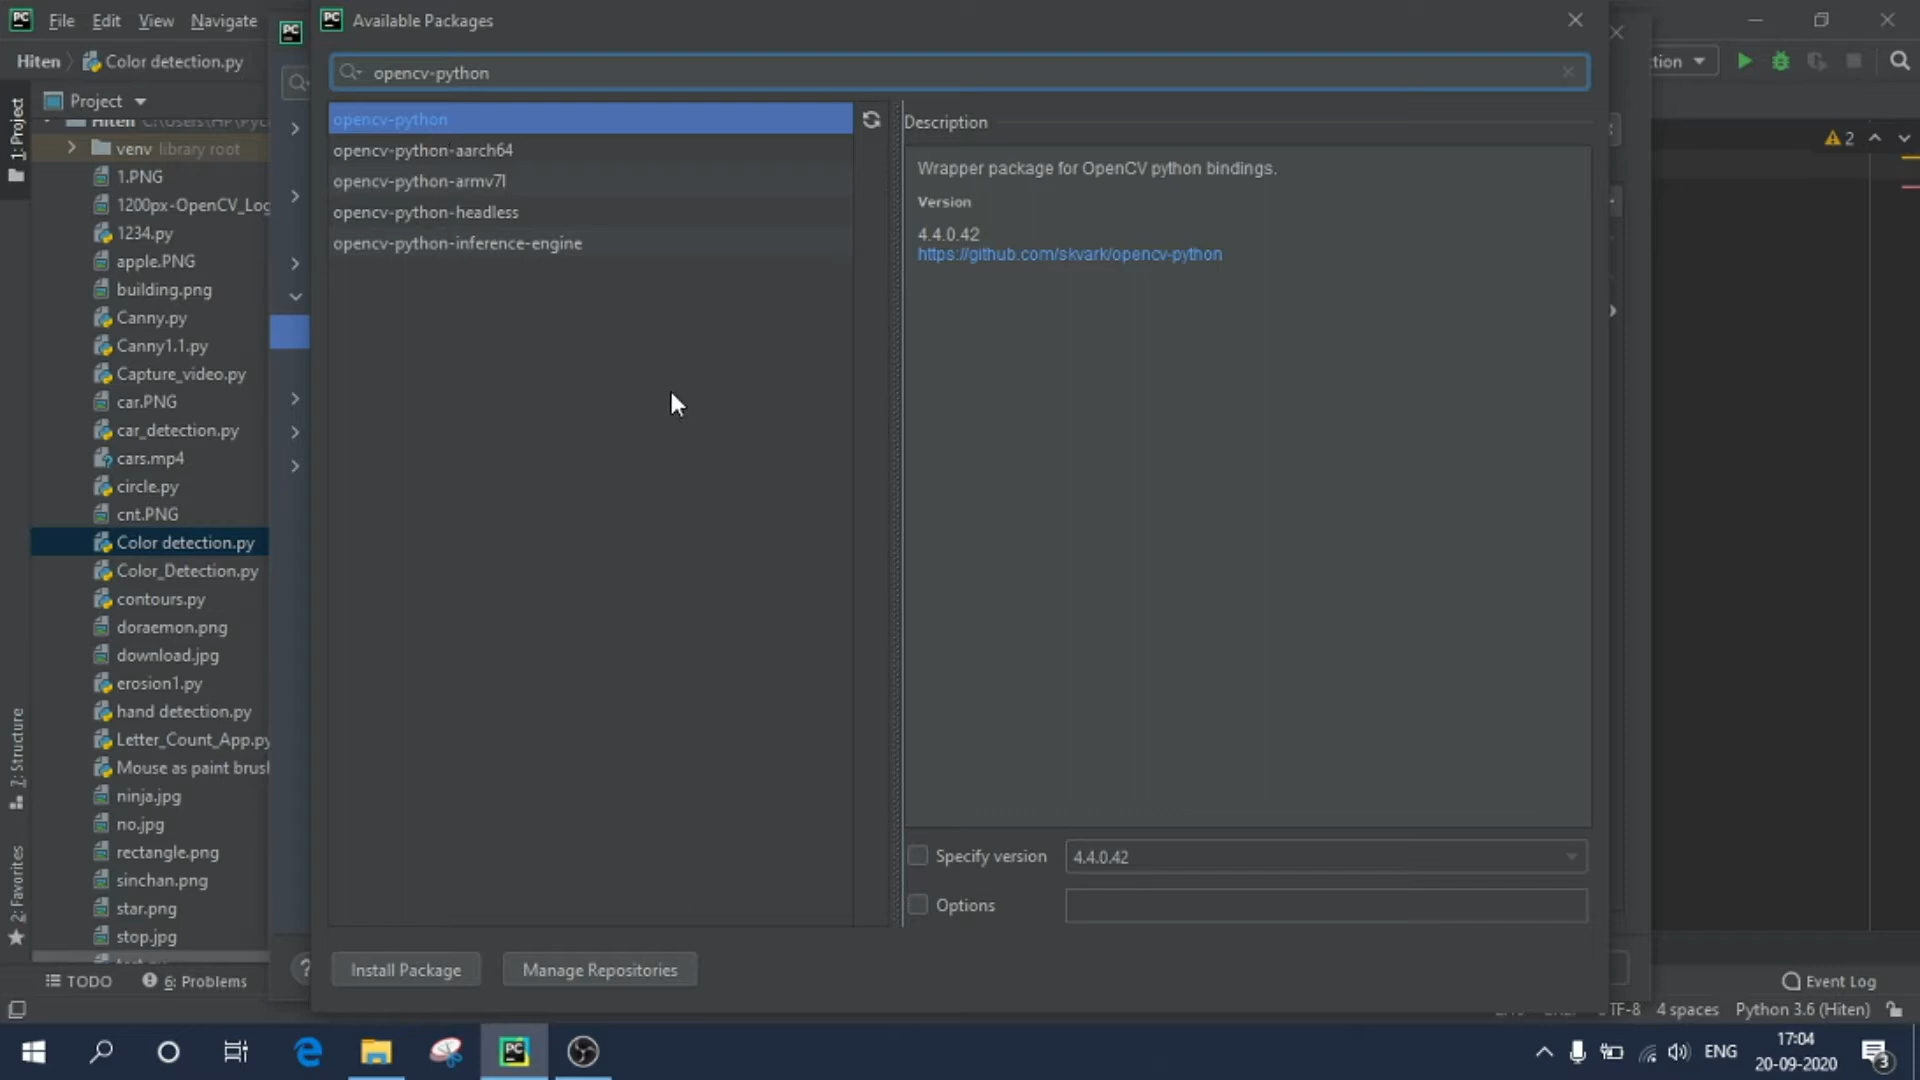 File Edit View Navigate
Available Packages
Hiten
Color detection.py
opencv-python
tion
1: Project
Project
Hiten
venv library root
1.PNG
1200px-OpenCV_Log
1234.py
apple.PNG
building.png
Canny.py
Canny1.1.py
Capture_video.py
car.PNG
car_detection.py
cars.mp4
circle.py
cnt.PNG
Color detection.py
Color_Detection.py
contours.py
doraemon.png
download.jpg
erosion1.py
hand detection.py
Letter_Count_App.py
Mouse as paint brush
ninja.jpg
no.jpg
rectangle.png
sinchan.png
star.png
stop.jpg
7: Structure
2: Favorites
opencv-python
opencv-python-aarch64
opencv-python-armv7l
opencv-python-headless
opencv-python-inference-engine
Description
Wrapper package for OpenCV python bindings.
Version
4.4.0.42
https://github.com/skvark/opencv-python
2
Specify version 4.4.0.42
Options
Install Package
Manage Repositories
TODO
6: Problems
Event Log
TF-8
4 spaces
Python 3.6 (Hiten)
ENG
17:04
20-09-2020
3